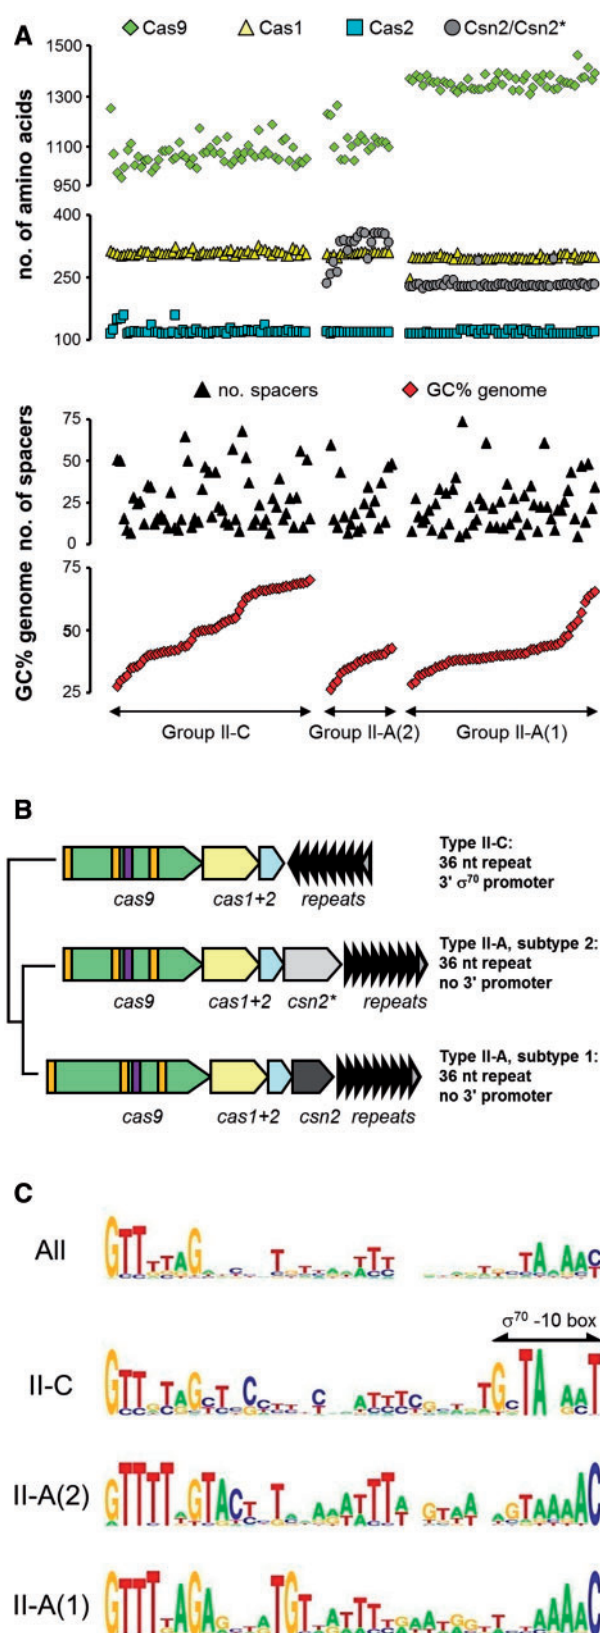 A
Cas9 Cas1 Cas2 Csn2/Csn2*
no. of amino acids
1500
1300
1100
950
400
250
100
no. spacers GC% genome
no. of spacers
75
50
25
0
GC% genome
75
50
25
Group II-C Group II-A(2) Group II-A(1)
B
cas9 cas1+2 repeats
Type II-C:
36 nt repeat
3' σ70 promoter
cas9 cas1+2 csn2* repeats
Type II-A, subtype 2:
36 nt repeat
no 3' promoter
cas9 cas1+2 csn2 repeats
Type II-A, subtype 1:
36 nt repeat
no 3' promoter
C
All
σ70 -10 box
II-C
II-A(2)
II-A(1)